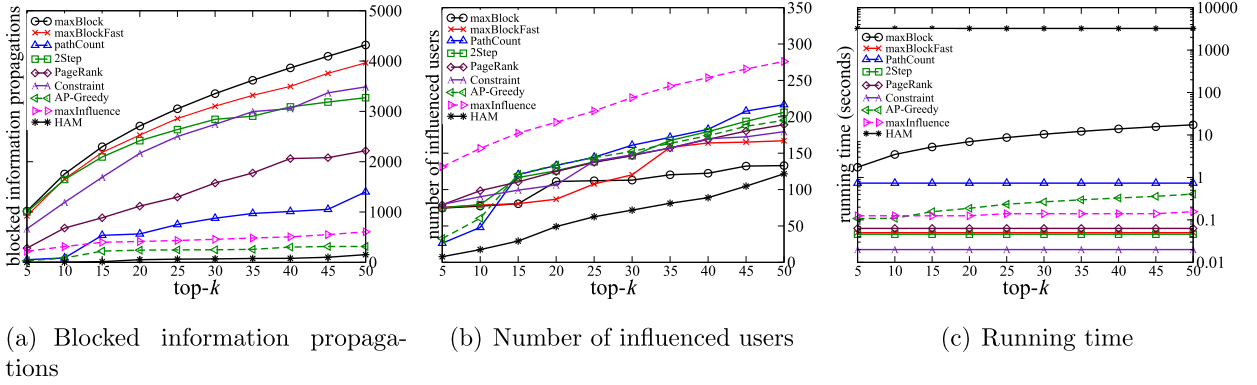 maxBlock
maxBlockFast
pathCount
2Step
PageRank
Constraint
AP-Greedy
maxInfluence
HAM
blocked information propagations
5000
4000
3000
2000
1000
0
5 10 15 20 25 30 35 40 45 50
top-k
(a) Blocked information propaga-
tions
maxBlock
maxBlockFast
PathCount
2Step
PageRank
Constraint
AP-Greedy
maxInfluence
HAM
number of influenced users
350
300
250
200
150
100
50
0
5 10 15 20 25 30 35 40 45 50
top-k
(b) Number of influenced users
maxBlock
maxBlockFast
PathCount
2Step
PageRank
Constraint
AP-Greedy
maxInfluence
HAM
running time (seconds)
10000
1000
100
10
1
0.1
0.01
5 10 15 20 25 30 35 40 45 50
top-k
(c) Running time